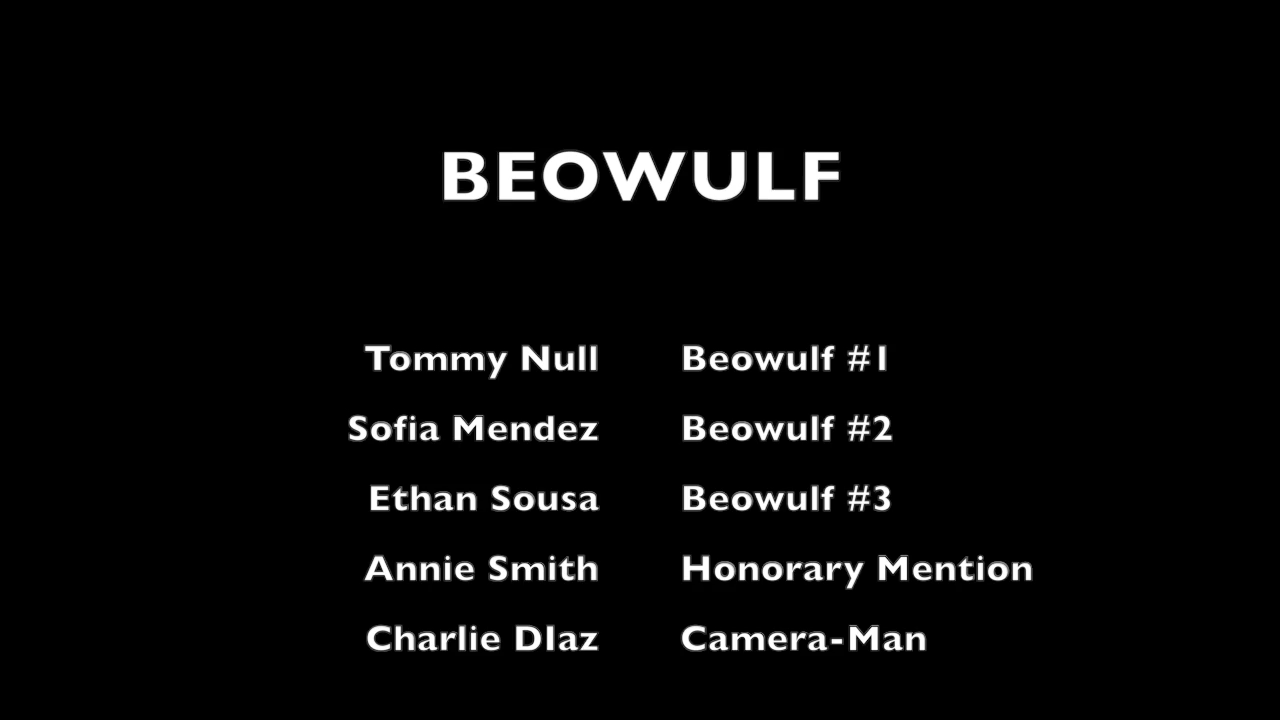 BEOWULF
Tommy Null Beowulf #1
Sofia Mendez Beowulf #2
Ethan Sousa Beowulf #3
Annie Smith Honorary Mention
Charlie DIaz Camera-Man